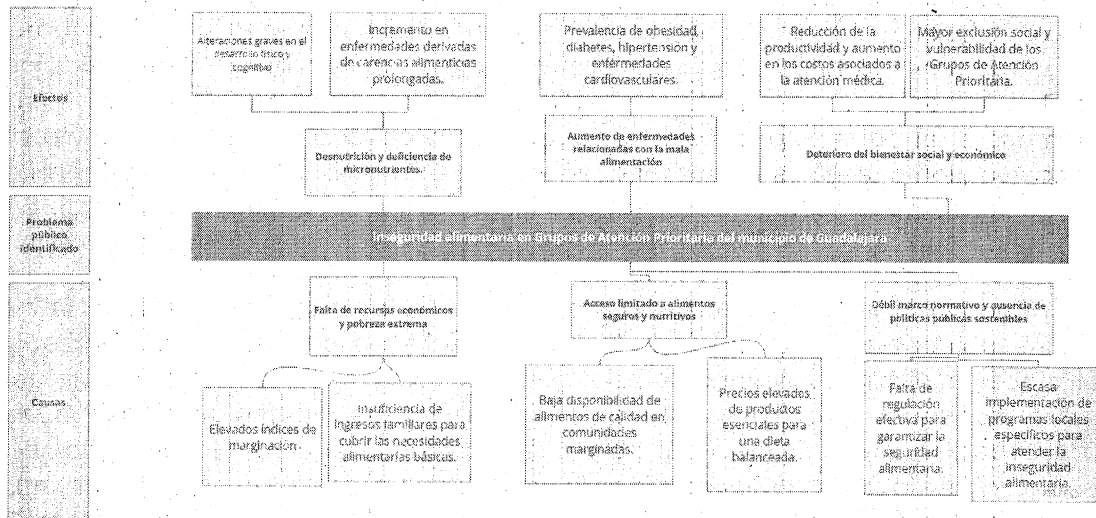 Efectos
Alteraciones graves en el
desarrollo físico y
cognitivo
Incremento en
enfermedades derivadas
de carencias alimenticias
prolongadas.
Prevalencia de obesidad,
diabetes, hipertensión y
enfermedades
cardiovasculares.
Reducción de la
productividad y aumento
en los costos asociados a
la atención médica.
Mayor exclusión social y
vulnerabilidad de los
Grupos de Atención
Prioritaria.
Desnutrición y deficiencia de
micronutrientes.
Aumento de enfermedades
relacionadas con la mala
alimentación
Deterioro del bienestar social y económico
Problema
público
identificado
Inseguridad alimentaria en Grupos de Atención Prioritaria del municipio de Guadalajara
Causas
Falta de recursos económicos
y pobreza extrema
Acceso limitado a alimentos
seguros y nutritivos
Débil marco normativo y ausencia de
políticas públicas sostenibles
Elevados índices de
marginación.
Insuficiencia de
ingresos familiares para
cubrir las necesidades
alimentarias básicas.
Baja disponibilidad de
alimentos de calidad en
comunidades
marginadas.
Precios elevados
de productos
esenciales para
una dieta
balanceada.
Falta de
regulación
efectiva para
garantizar la
seguridad
alimentaria.
Escasa
implementación de
programas locales
específicos para
atender la
inseguridad
alimentaria.